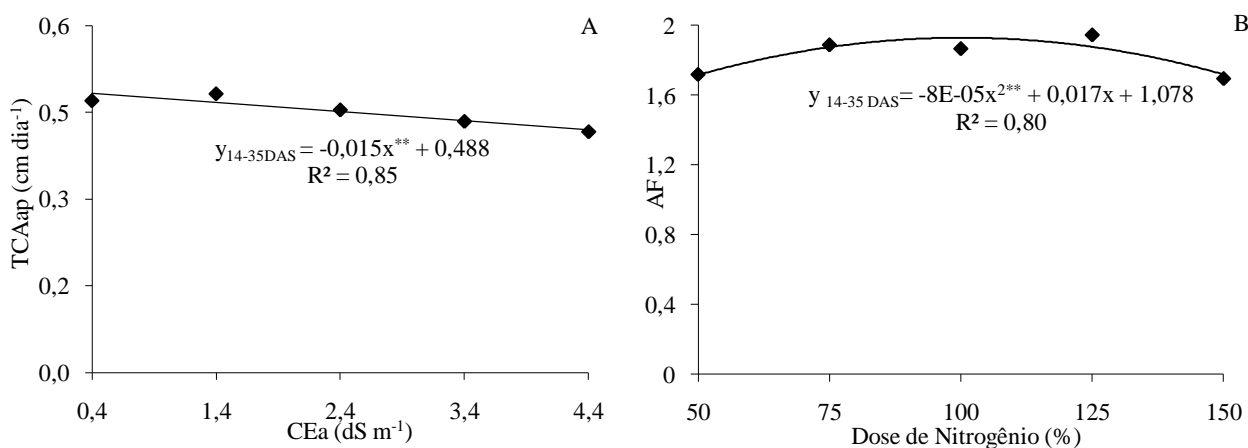 A
TCAap (cm dia⁻¹)
0,6
0,5
0,3
0,2
0,0
y₁₄₋₃₅DAS = -0,015x** + 0,488
R² = 0,85
0,4 1,4 2,4 3,4 4,4
CEa (dS m⁻¹)
B
AF
2
1,6
1,2
0,8
0,4
0
y ₁₄₋₃₅ DAS = -8E-05x²** + 0,017x + 1,078
R² = 0,80
50 75 100 125 150
Dose de Nitrogênio (%)